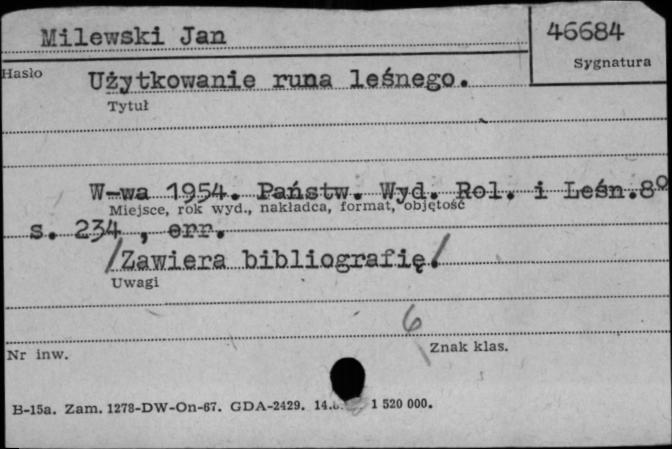 Milewski Jan
46684
Sygnatura
Hasło
Użytkowanie runa leśnego.
Tytuł
W-wa 1954. Państw. Wyd. Rol. i Leśn.8º
Miejsce, rok wyd., nakładca, format, objętość
s. 234 , err.
/Zawiera bibliografię/
Uwagi
6
Nr inw.
Znak klas.
B-15a. Zam. 1278-DW-On-67. GDA-2429. 1 520 000.